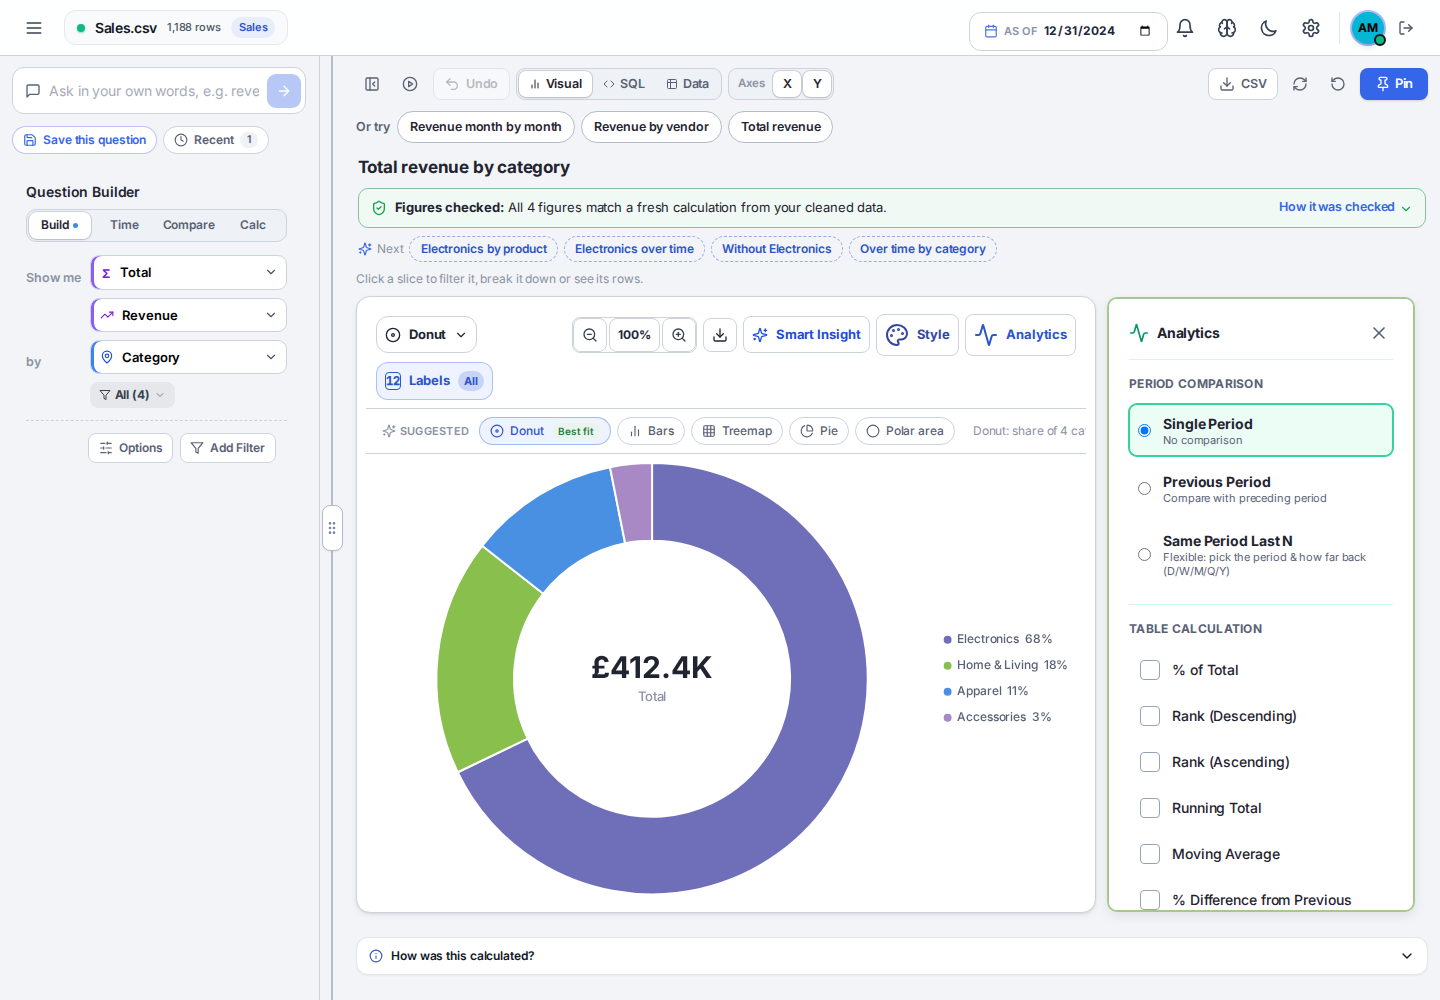 Sales.csv 1,188 rows Sales
AS OF 12/31/2024
AM
Ask in your own words, e.g. reve
Save this question
Recent 1
Question Builder
Build Time Compare Calc
Show me
Σ Total
Revenue
by
Category
All (4)
Options
Add Filter
Undo
Visual SQL Data
Axes X Y
CSV
Pin
Or try Revenue month by month Revenue by vendor Total revenue
Total revenue by category
Figures checked: All 4 figures match a fresh calculation from your cleaned data.
How it was checked
Next Electronics by product Electronics over time Without Electronics Over time by category
Click a slice to filter it, break it down or see its rows.
Donut
100%
Smart Insight
Style
Analytics
12 Labels All
SUGGESTED Donut Best fit Bars Treemap Pie Polar area Donut: share of 4 cat
£412.4K
Total
Electronics 68%
Home & Living 18%
Apparel 11%
Accessories 3%
Analytics
PERIOD COMPARISON
Single Period
No comparison
Previous Period
Compare with preceding period
Same Period Last N
Flexible: pick the period & how far back
(D/W/M/Q/Y)
TABLE CALCULATION
% of Total
Rank (Descending)
Rank (Ascending)
Running Total
Moving Average
% Difference from Previous
How was this calculated?